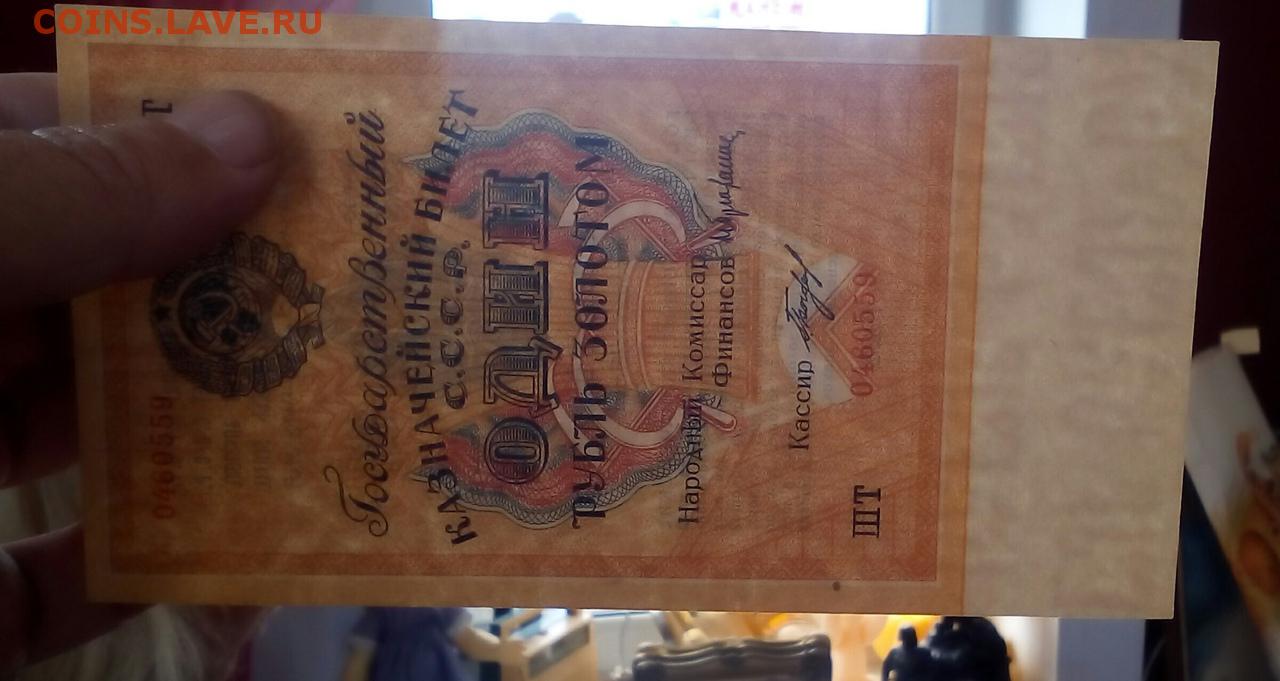 COINS.LAVE.RU
0460559
Государственный
КАЗНАЧЕЙСКИЙ БИЛЕТ
С.С.С.Р.
ОДИН
РУБЛЬ ЗОЛОТОМ
Народный Комиссар
Финансов
Кассир
0460559
ШТ